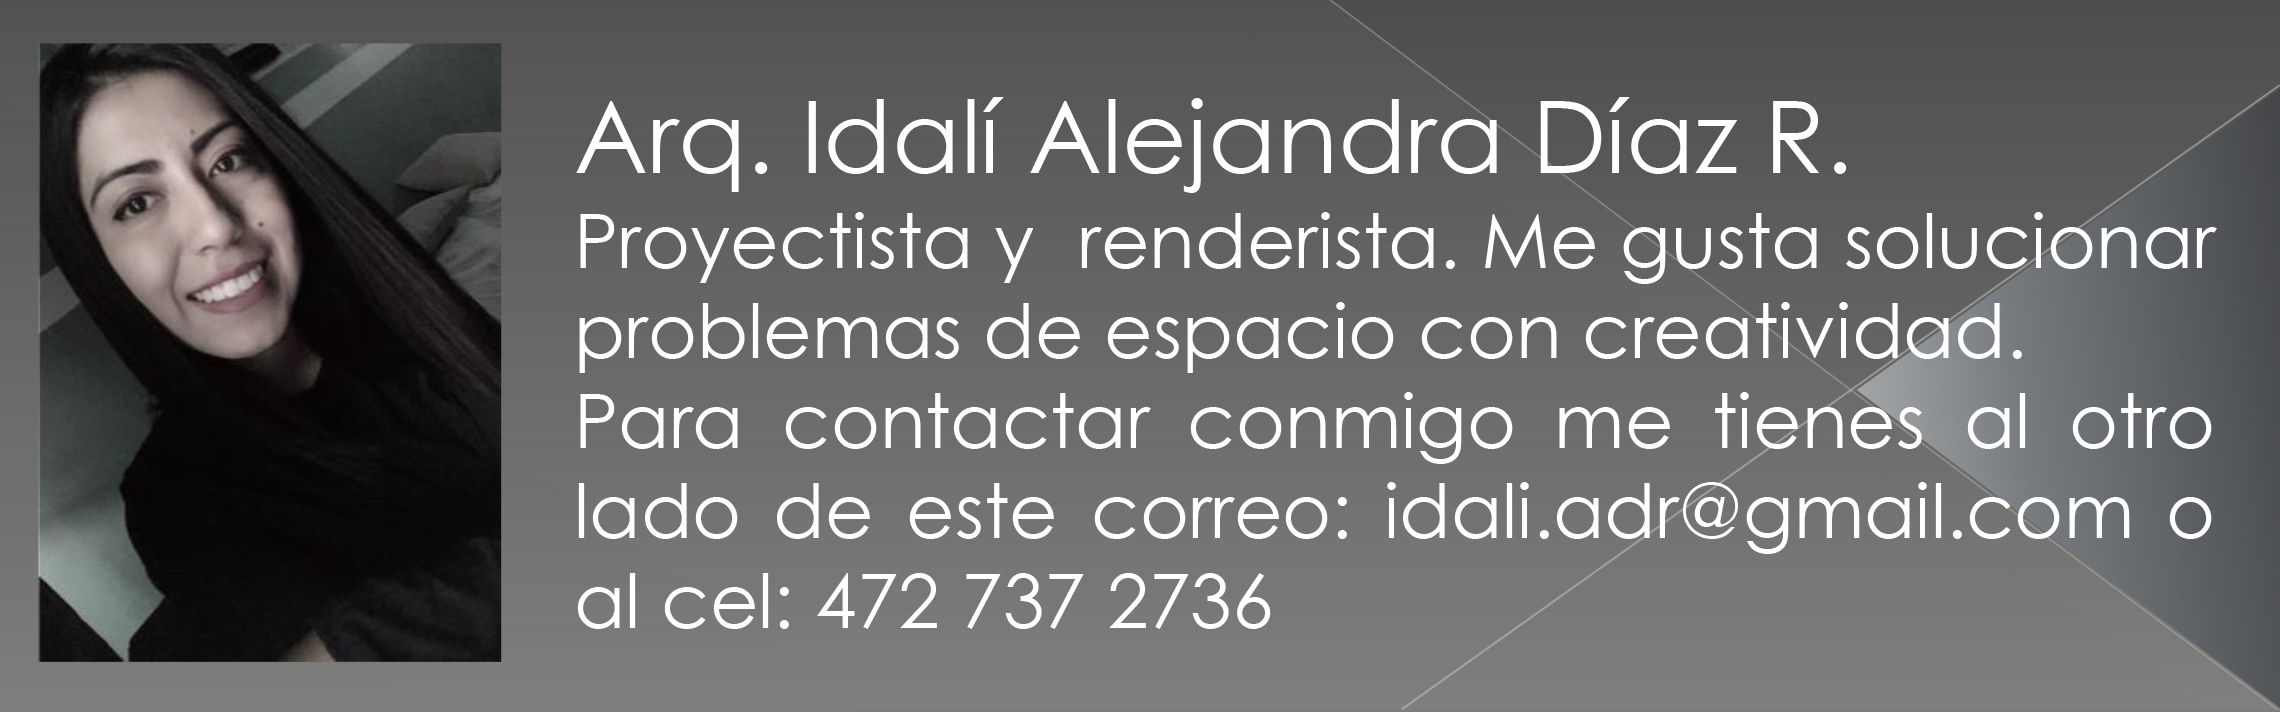 Arq. Idalí Alejandra Díaz R.
Proyectista y renderista. Me gusta solucionar
problemas de espacio con creatividad.
Para contactar conmigo me tienes al otro
lado de este correo: idali.adr@gmail.com o
al cel: 472 737 2736